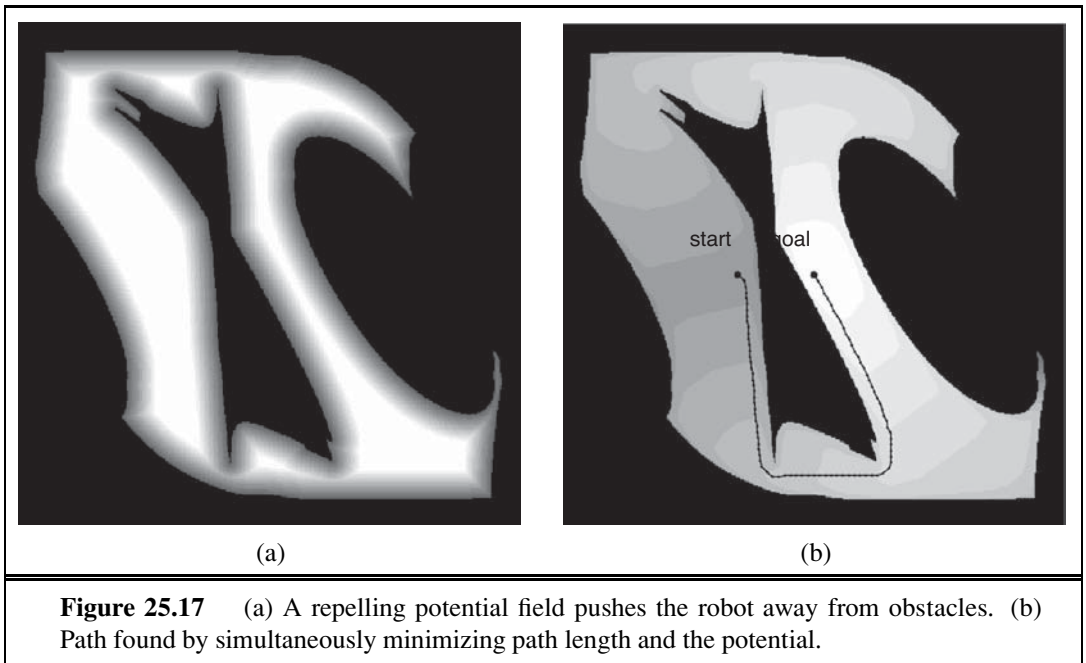 start goal
(a) (b)
Figure 25.17 (a) A repelling potential field pushes the robot away from obstacles. (b)
Path found by simultaneously minimizing path length and the potential.